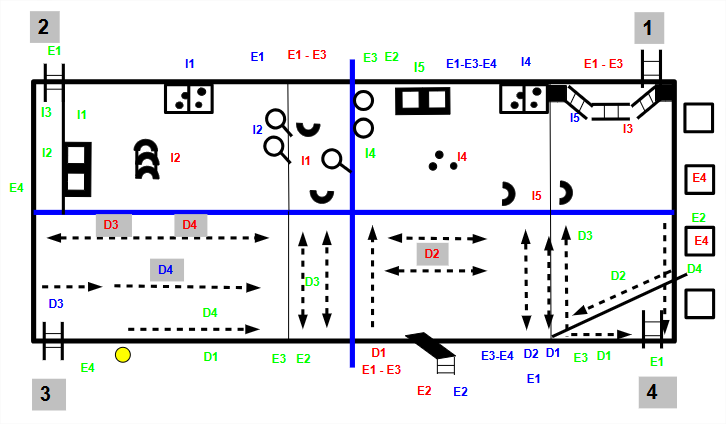 2
1
E1
I1
E1
E1 - E3
E3 E2
I5
E1-E3-E4
I4
E1 - E3
I3
I1
I2
I2
I2
I1
I4
I4
I5
I5
I3
E4
E4
E2
E4
D3
D4
D2
D3
D4
D4
D3
D3
D2
D4
D4
E4
D1
E3
E2
D1
E1 - E3
E2
E2
E3-E4
D2
D1
E1
E3
D1
E1
3
4